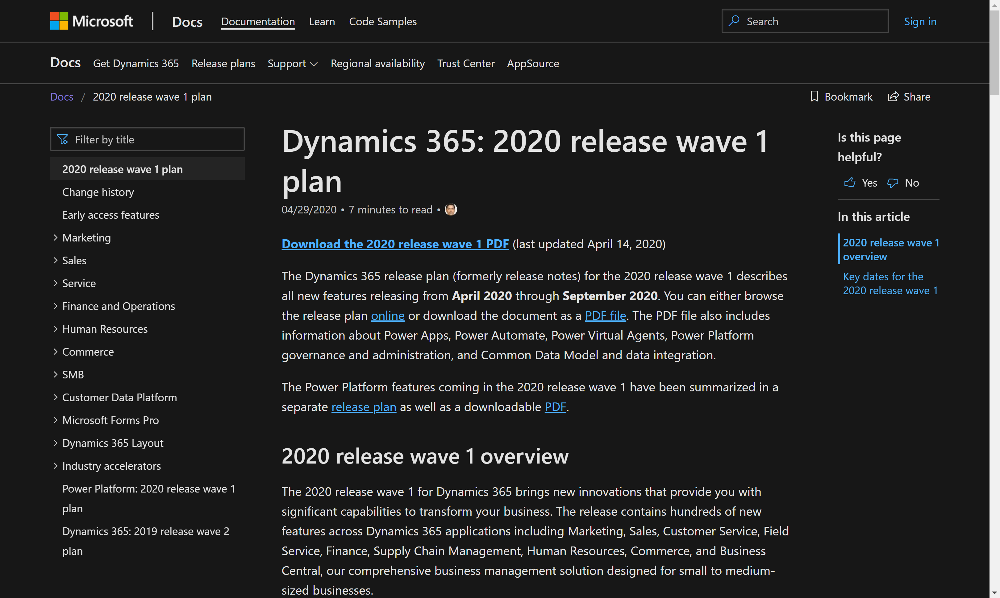 Microsoft
Docs
Documentation
Learn
Code Samples
Search
Sign in
Docs
Get Dynamics 365
Release plans
Support
Regional availability
Trust Center
AppSource
Docs / 2020 release wave 1 plan
Bookmark
Share
Filter by title
2020 release wave 1 plan
Change history
Early access features
Marketing
Sales
Service
Finance and Operations
Human Resources
Commerce
SMB
Customer Data Platform
Microsoft Forms Pro
Dynamics 365 Layout
Industry accelerators
Power Platform: 2020 release wave 1
plan
Dynamics 365: 2019 release wave 2
plan
Dynamics 365: 2020 release wave 1
plan
04/29/2020 • 7 minutes to read •
Download the 2020 release wave 1 PDF (last updated April 14, 2020)
The Dynamics 365 release plan (formerly release notes) for the 2020 release wave 1 describes
all new features releasing from April 2020 through September 2020. You can either browse
the release plan online or download the document as a PDF file. The PDF file also includes
information about Power Apps, Power Automate, Power Virtual Agents, Power Platform
governance and administration, and Common Data Model and data integration.
The Power Platform features coming in the 2020 release wave 1 have been summarized in a
separate release plan as well as a downloadable PDF.
2020 release wave 1 overview
The 2020 release wave 1 for Dynamics 365 brings new innovations that provide you with
significant capabilities to transform your business. The release contains hundreds of new
features across Dynamics 365 applications including Marketing, Sales, Customer Service, Field
Service, Finance, Supply Chain Management, Human Resources, Commerce, and Business
Central, our comprehensive business management solution designed for small to medium-
sized businesses.
Is this page
helpful?
Yes
No
In this article
2020 release wave 1
overview
Key dates for the
2020 release wave 1